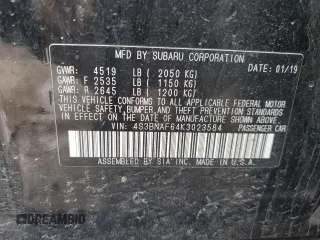 MFD BY SUBARU CORPORATION DATE: 01/19
GVWR: 4519 LB ( 2050 KG)
GAWR: F 2535 LB ( 1150 KG)
GAWR: R 2645 LB ( 1200 KG)
THIS VEHICLE CONFORMS TO ALL APPLICABLE FEDERAL MOTOR
VEHICLE SAFETY, BUMPER, AND THEFT PREVENTION STANDARDS
IN EFFECT ON THE DATE OF MANUFACTURE SHOWN ABOVE.
VIN: 4S3BNAF64K3023584 PASSENGER CAR
ASSEMBLED BY SIA INC. MADE IN U.S.A.
DREAMBID